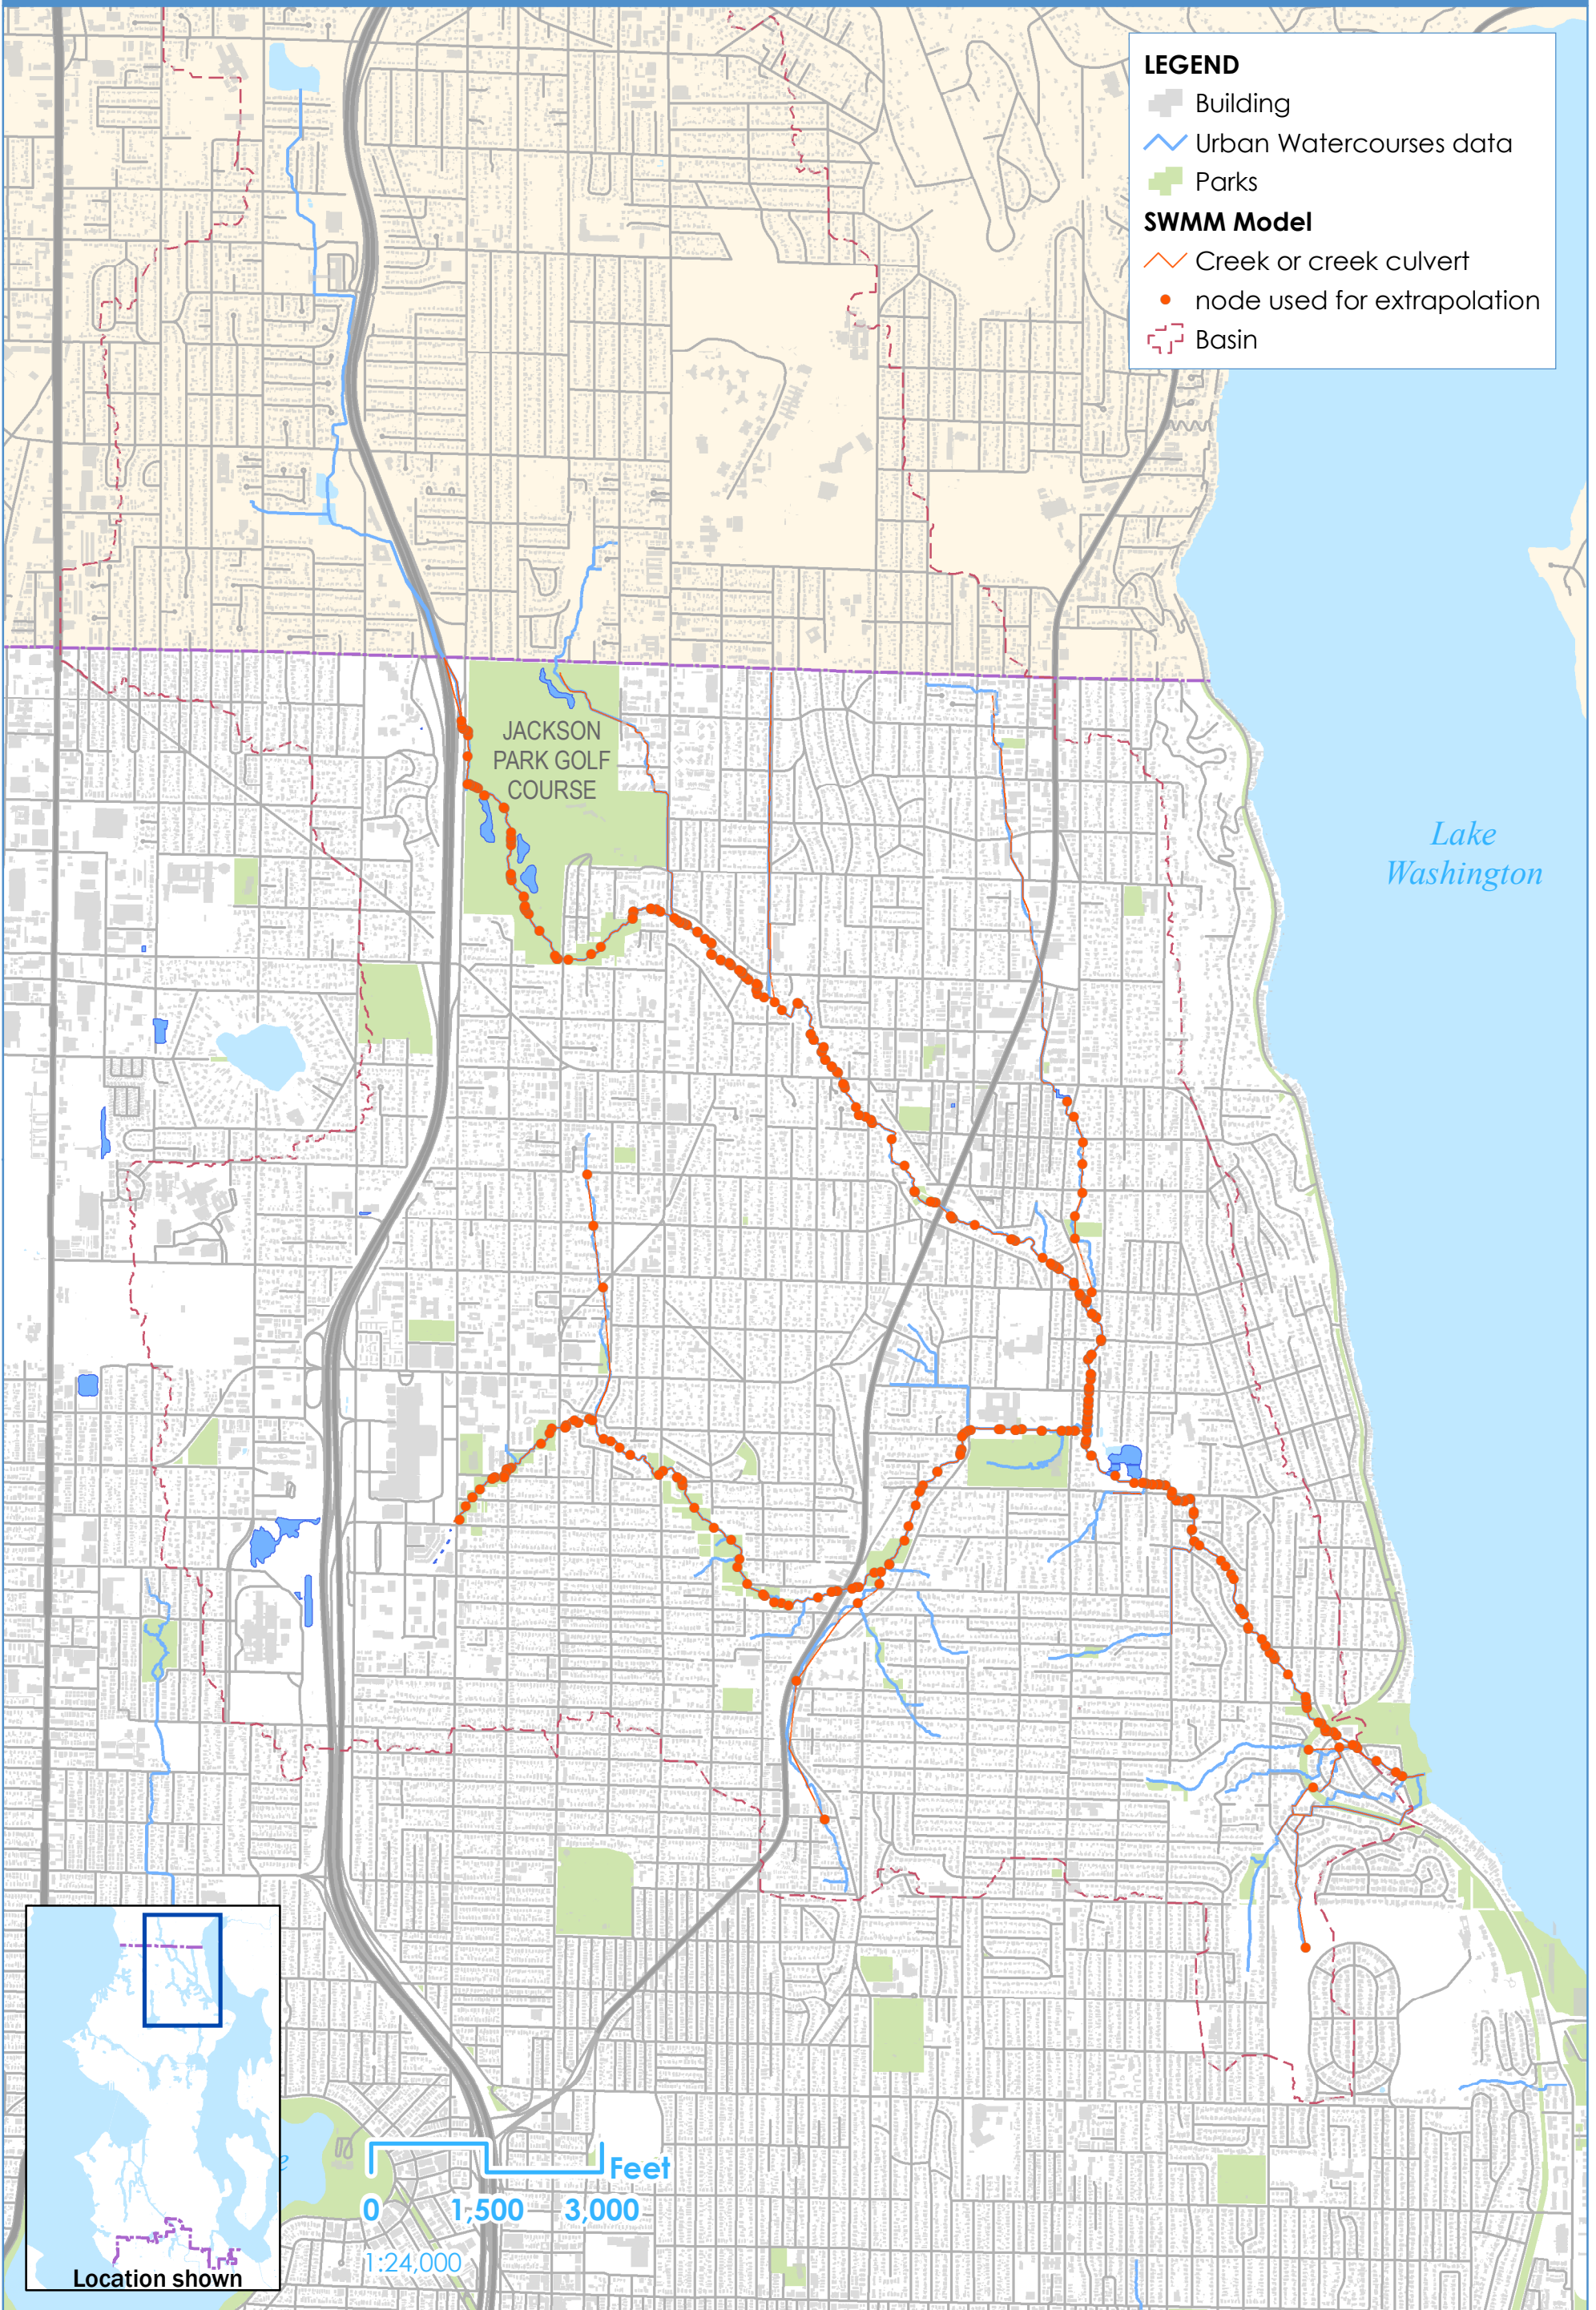 LEGEND
Building
Urban Watercourses data
Parks
SWMM Model
Creek or creek culvert
node used for extrapolation
Basin
JACKSON
PARK GOLF
COURSE
Lake
Washington
Feet
0 1,500 3,000
1:24,000
Location shown